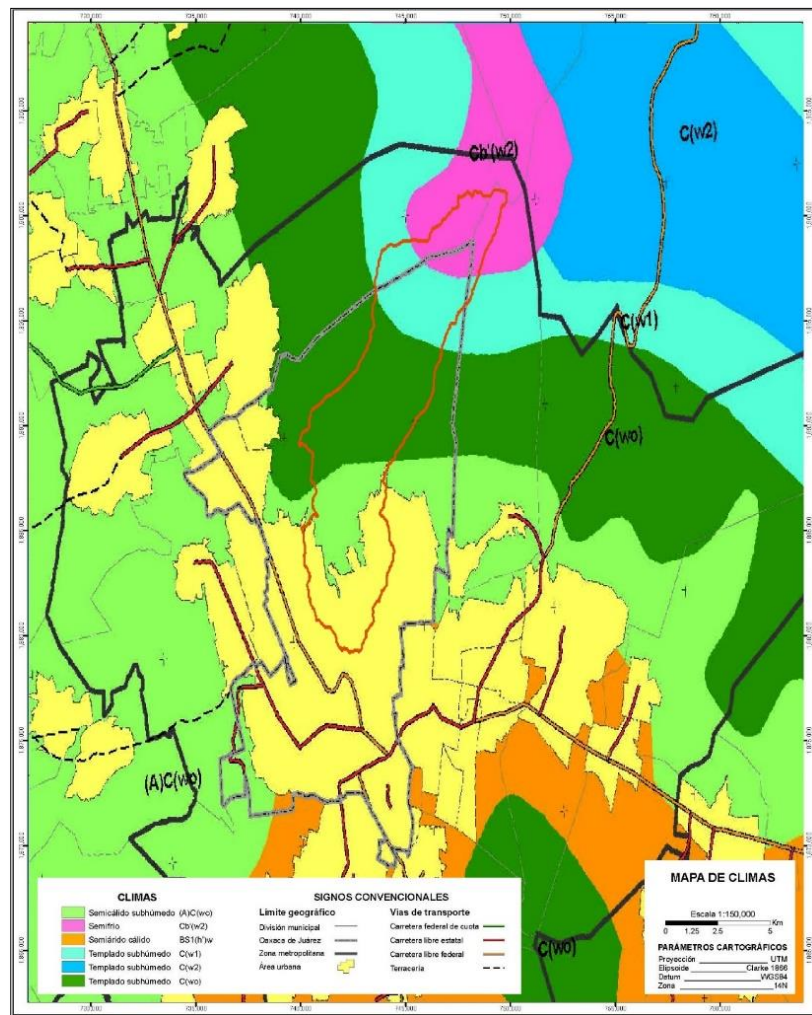 Cb'(w2)
C(w2)
C(w1)
C(wo)
(A)C(wo)
C(wo)
CLIMAS
Semicálido subhúmedo (A)C(wo)
Semifrio Cb'(w2)
Semiárido cálido BS1(h')w
Templado subhúmedo C(w1)
Templado subhúmedo C(w2)
Templado subhúmedo C(wo)
SIGNOS CONVENCIONALES
Límite geográfico
División municipal
Oaxaca de Juárez
Zona metropolitana
Área urbana
Vias de transporte
Carretera federal de cuota
Carretera libre estatal
Carretera libre federal
Terracería
MAPA DE CLIMAS
Escala 1:150,000
0 1.25 2.5 5 Km
PARÁMETROS CARTOGRÁFICOS
Proyección UTM
Elipsoide Clarke 1866
Datum WGS84
Zona 14N